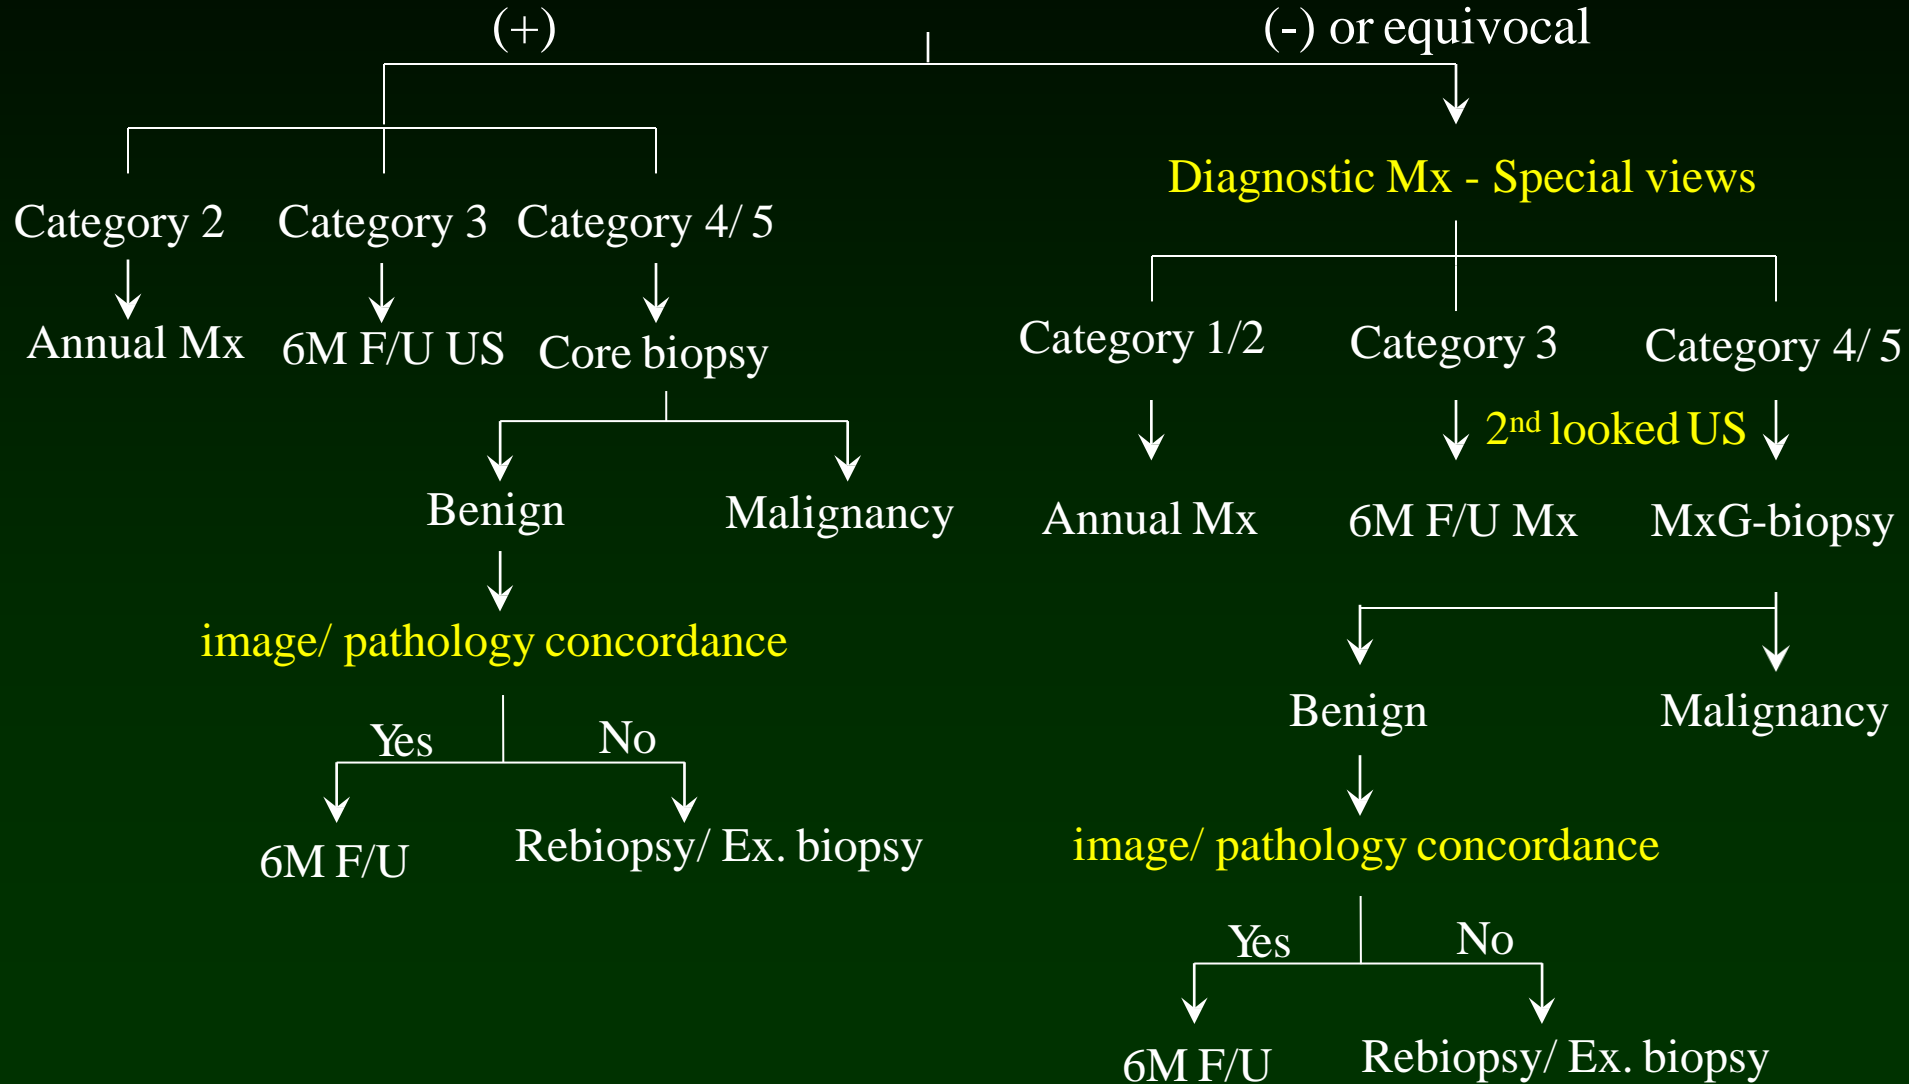 (+)
(-) or equivocal
Diagnostic Mx - Special views
Category 2
Category 3
Category 4/ 5
Annual Mx
6M F/U US
Core biopsy
Category 1/2
Category 3
Category 4/ 5
2nd looked US
Benign
Malignancy
Annual Mx
6M F/U Mx
MxG-biopsy
image/ pathology concordance
Benign
Malignancy
Yes
No
6M F/U
Rebiopsy/ Ex. biopsy
image/ pathology concordance
Yes
No
6M F/U
Rebiopsy/ Ex. biopsy